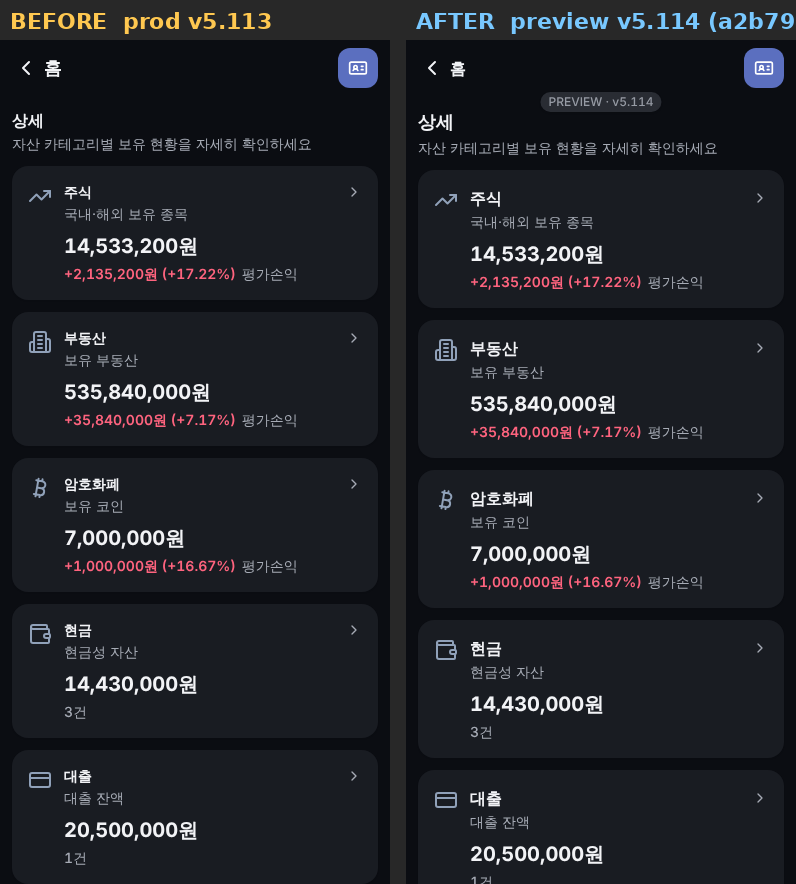 BEFORE prod v5.113
홈
상세
자산 카테고리별 보유 현황을 자세히 확인하세요
주식
국내·해외 보유 종목
14,533,200원
+2,135,200원 (+17.22%) 평가손익
부동산
보유 부동산
535,840,000원
+35,840,000원 (+7.17%) 평가손익
암호화폐
보유 코인
7,000,000원
+1,000,000원 (+16.67%) 평가손익
현금
현금성 자산
14,430,000원
3건
대출
대출 잔액
20,500,000원
1건
AFTER preview v5.114 (a2b79
홈
PREVIEW · v5.114
상세
자산 카테고리별 보유 현황을 자세히 확인하세요
주식
국내·해외 보유 종목
14,533,200원
+2,135,200원 (+17.22%) 평가손익
부동산
보유 부동산
535,840,000원
+35,840,000원 (+7.17%) 평가손익
암호화폐
보유 코인
7,000,000원
+1,000,000원 (+16.67%) 평가손익
현금
현금성 자산
14,430,000원
3건
대출
대출 잔액
20,500,000원
1건